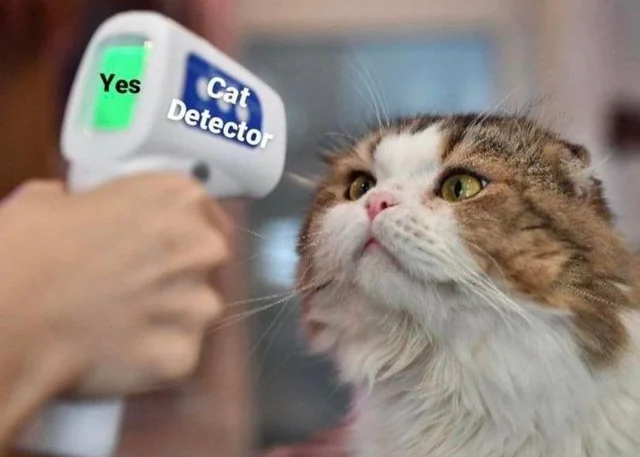 Yes
Cat
Detector